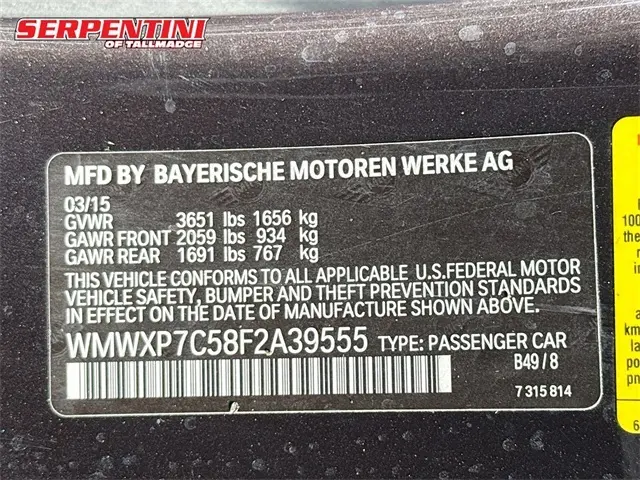 SERPENTINI
OF TALLMADGE
MFD BY BAYERISCHE MOTOREN WERKE AG
03/15
GVWR 3651 lbs 1656 kg
GAWR FRONT 2059 lbs 934 kg
GAWR REAR 1691 lbs 767 kg
THIS VEHICLE CONFORMS TO ALL APPLICABLE U.S.FEDERAL MOTOR
VEHICLE SAFETY, BUMPER AND THEFT PREVENTION STANDARDS
IN EFFECT ON THE DATE OF MANUFACTURE SHOWN ABOVE.
WMWXP7C58F2A39555 TYPE: PASSENGER CAR
B49/8
7 315 814
100
the